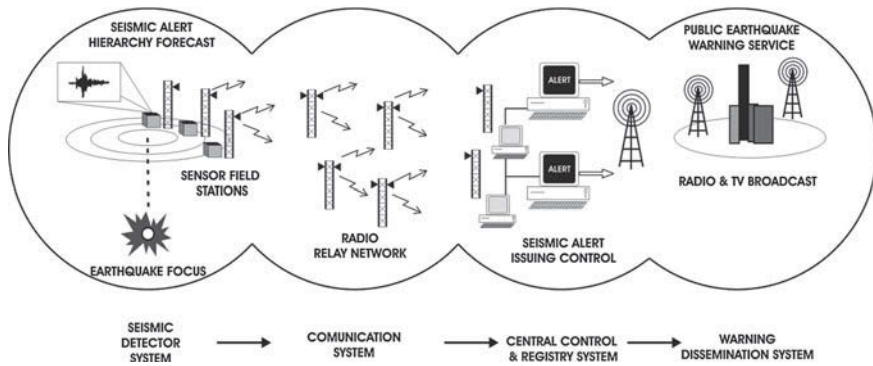 SEISMIC ALERT
HIERARCHY FORECAST
SENSOR FIELD
STATIONS
EARTHQUAKE FOCUS
RADIO
RELAY NETWORK
ALERT
ALERT
SEISMIC ALERT
ISSUING CONTROL
PUBLIC EARTHQUAKE
WARNING SERVICE
RADIO & TV BROADCAST
SEISMIC
DETECTOR
SYSTEM
COMUNICATION
SYSTEM
CENTRAL CONTROL
& REGISTRY SYSTEM
WARNING
DISSEMINATION SYSTEM